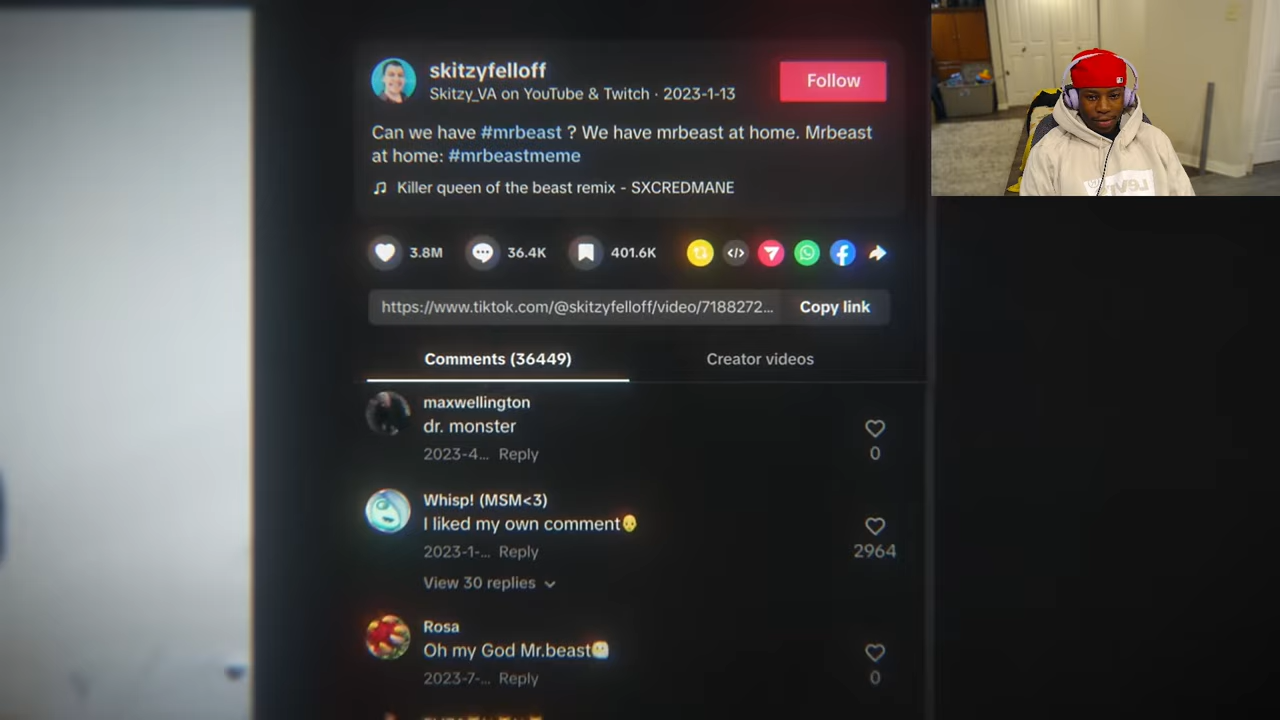 skitzyfelloff
Skitzy_VA on YouTube & Twitch · 2023-1-13
Follow
Can we have #mrbeast ? We have mrbeast at home. Mrbeast
at home: #mrbeastmeme
Killer queen of the beast remix - SXCREDMANE
3.8M
36.4K
401.6K
https://www.tiktok.com/@skitzyfelloff/video/7188272...
Copy link
Comments (36449)
Creator videos
maxwellington
dr. monster
2023-4... Reply
0
Whisp! (MSM<3)
I liked my own comment
2023-1-... Reply
2964
View 30 replies
Rosa
Oh my God Mr.beast
2023-7-... Reply
0